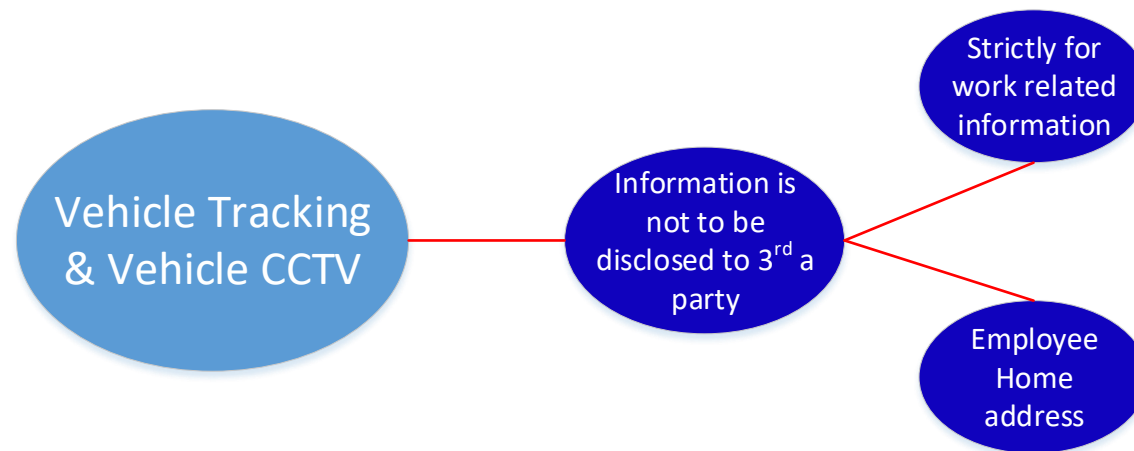 Vehicle Tracking
& Vehicle CCTV
Information is
not to be
disclosed to 3rd a
party
Strictly for
work related
information
Employee
Home
address